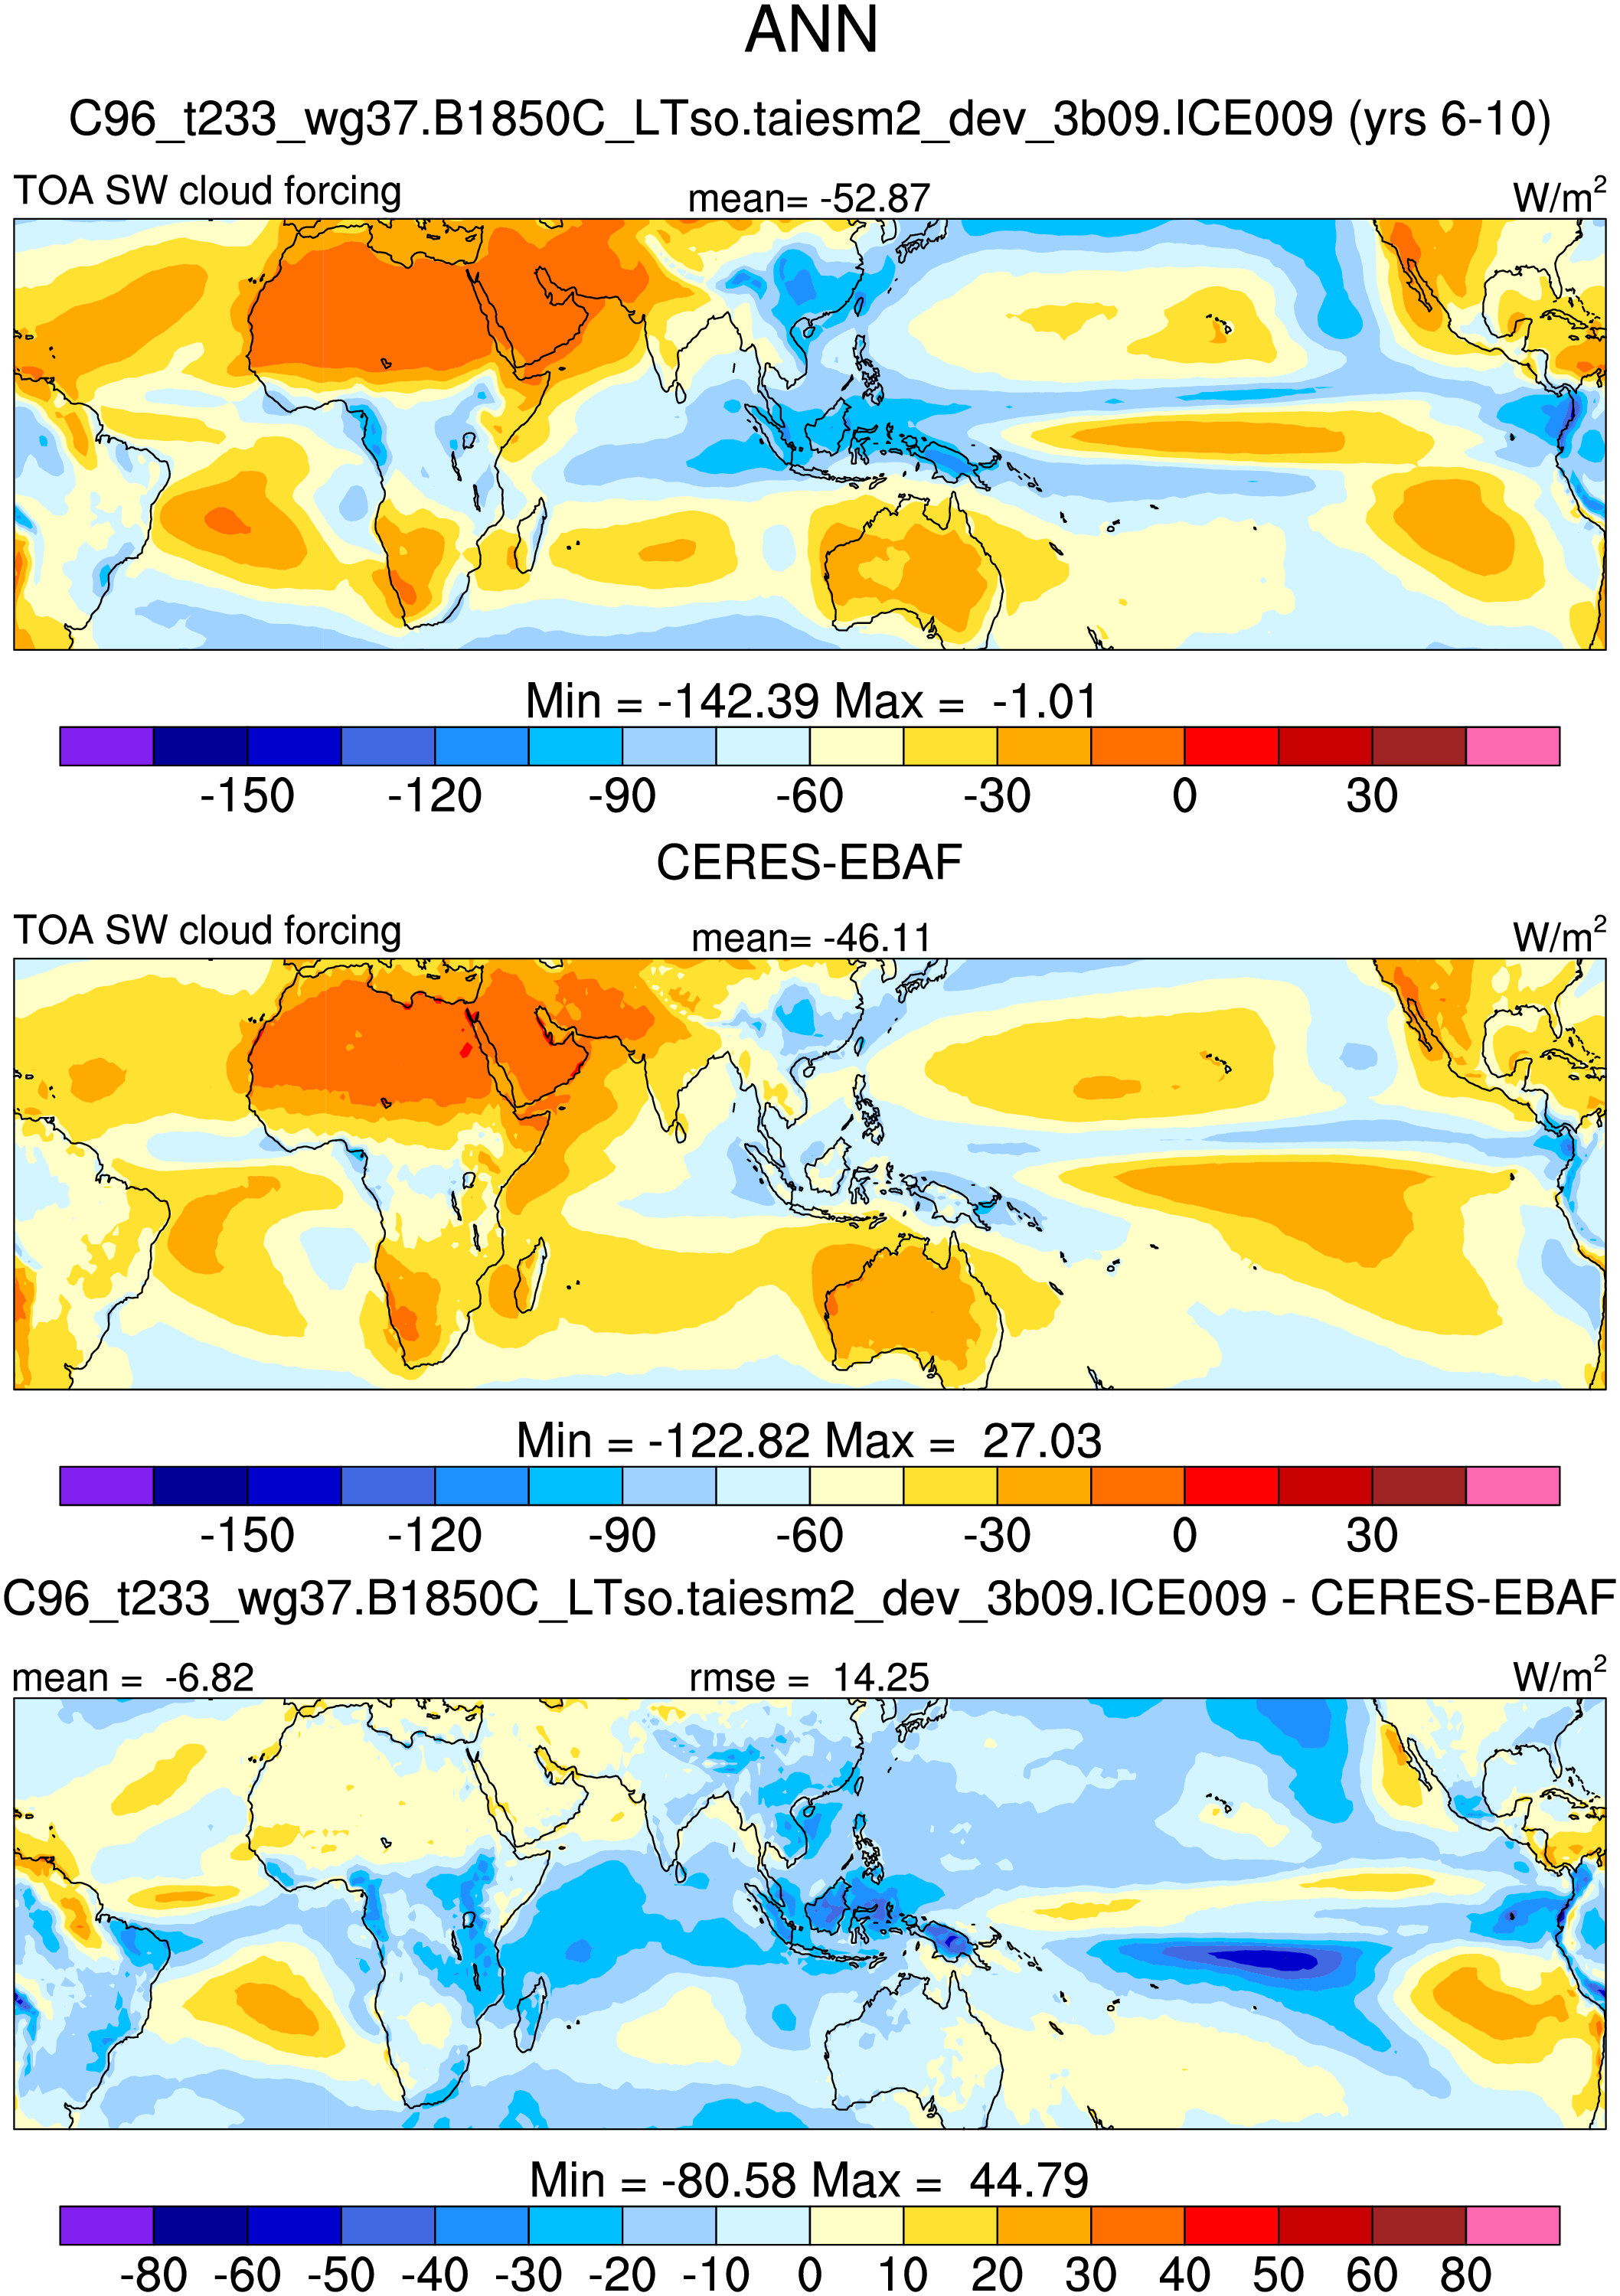 ANN
C96_t233_wg37.B1850C_LTso.taiesm2_dev_3b09.ICE009 (yrs 6-10)
TOA SW cloud forcing mean= -52.87 W/m2
Min = -142.39 Max = -1.01
-150 -120 -90 -60 -30 0 30
CERES-EBAF
TOA SW cloud forcing mean= -46.11 W/m2
Min = -122.82 Max = 27.03
-150 -120 -90 -60 -30 0 30
C96_t233_wg37.B1850C_LTso.taiesm2_dev_3b09.ICE009 - CERES-EBAF
mean = -6.82 rmse = 14.25 W/m2
Min = -80.58 Max = 44.79
-80 -60 -50 -40 -30 -20 -10 0 10 20 30 40 50 60 80